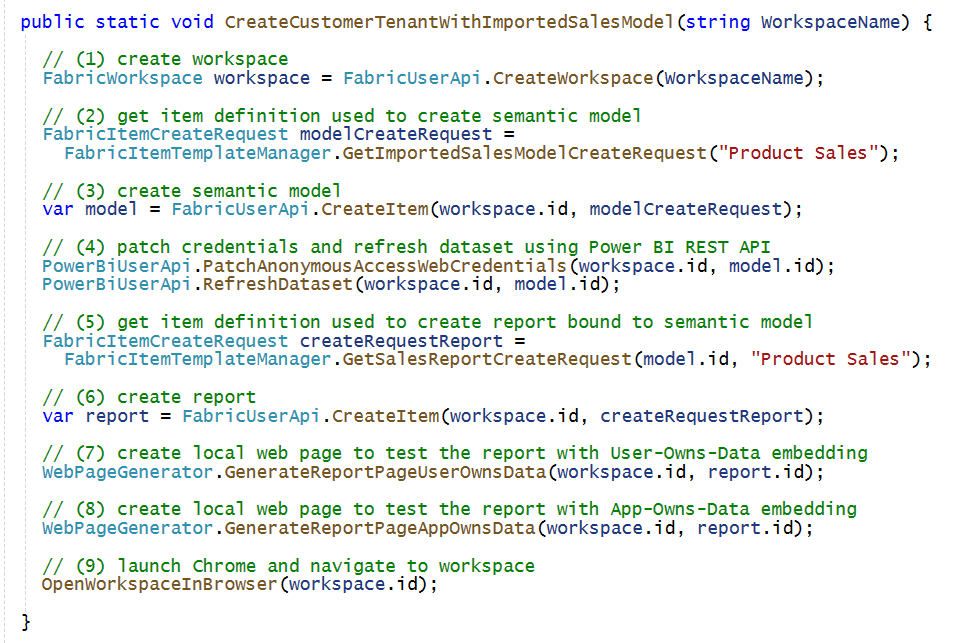 public static void CreateCustomerTenantWithImportedSalesModel(string WorkspaceName) {
// (1) create workspace
FabricWorkspace workspace = FabricUserApi.CreateWorkspace(WorkspaceName);
// (2) get item definition used to create semantic model
FabricItemCreateRequest modelCreateRequest =
FabricItemTemplateManager.GetImportedSalesModelCreateRequest("Product Sales");
// (3) create semantic model
var model = FabricUserApi.CreateItem(workspace.id, modelCreateRequest);
// (4) patch credentials and refresh dataset using Power BI REST API
PowerBiUserApi.PatchAnonymousAccessWebCredentials(workspace.id, model.id);
PowerBiUserApi.RefreshDataset(workspace.id, model.id);
// (5) get item definition used to create report bound to semantic model
FabricItemCreateRequest createRequestReport =
FabricItemTemplateManager.GetSalesReportCreateRequest(model.id, "Product Sales");
// (6) create report
var report = FabricUserApi.CreateItem(workspace.id, createRequestReport);
// (7) create local web page to test the report with User-Owns-Data embedding
WebPageGenerator.GenerateReportPageUserOwnsData(workspace.id, report.id);
// (8) create local web page to test the report with App-Owns-Data embedding
WebPageGenerator.GenerateReportPageAppOwnsData(workspace.id, report.id);
// (9) launch Chrome and navigate to workspace
OpenWorkspaceInBrowser(workspace.id);
}